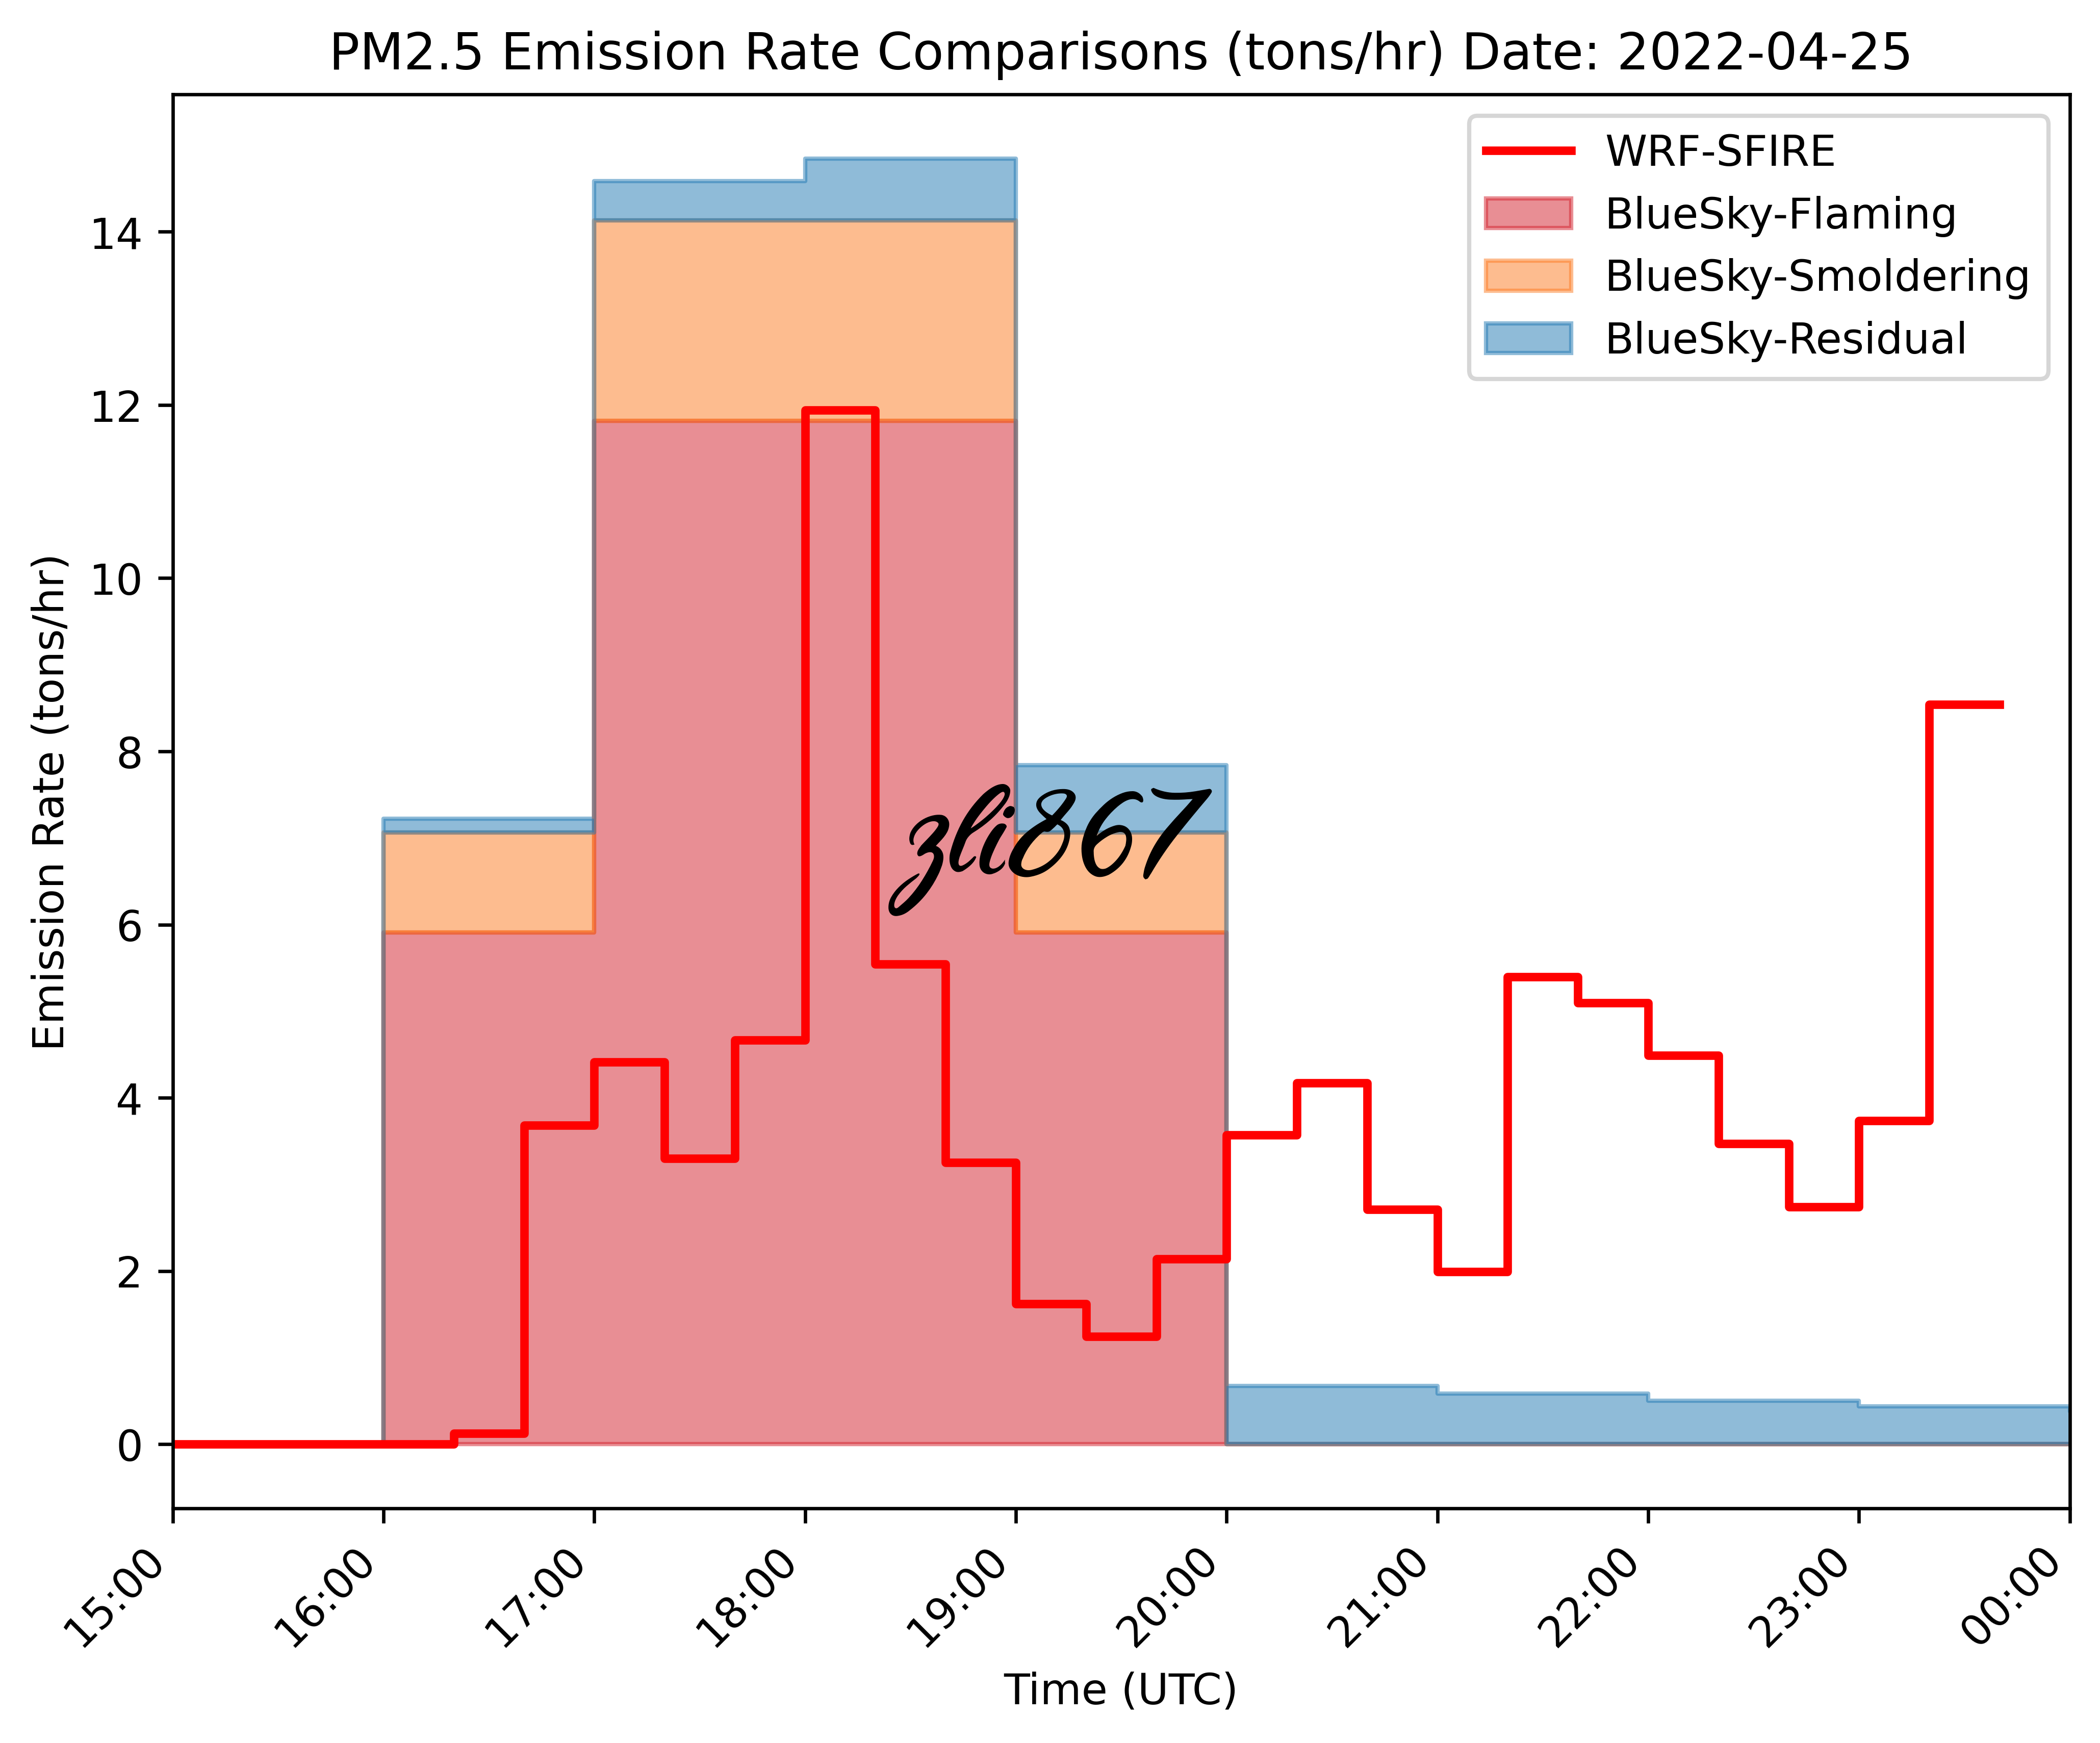 PM2.5 Emission Rate Comparisons (tons/hr) Date: 2022-04-25
WRF-SFIRE
BlueSky-Flaming
BlueSky-Smoldering
BlueSky-Residual
14
12
10
8
6
4
2
0
Emission Rate (tons/hr)
zli867
15:00
16:00
17:00
18:00
19:00
20:00
21:00
22:00
23:00
00:00
Time (UTC)